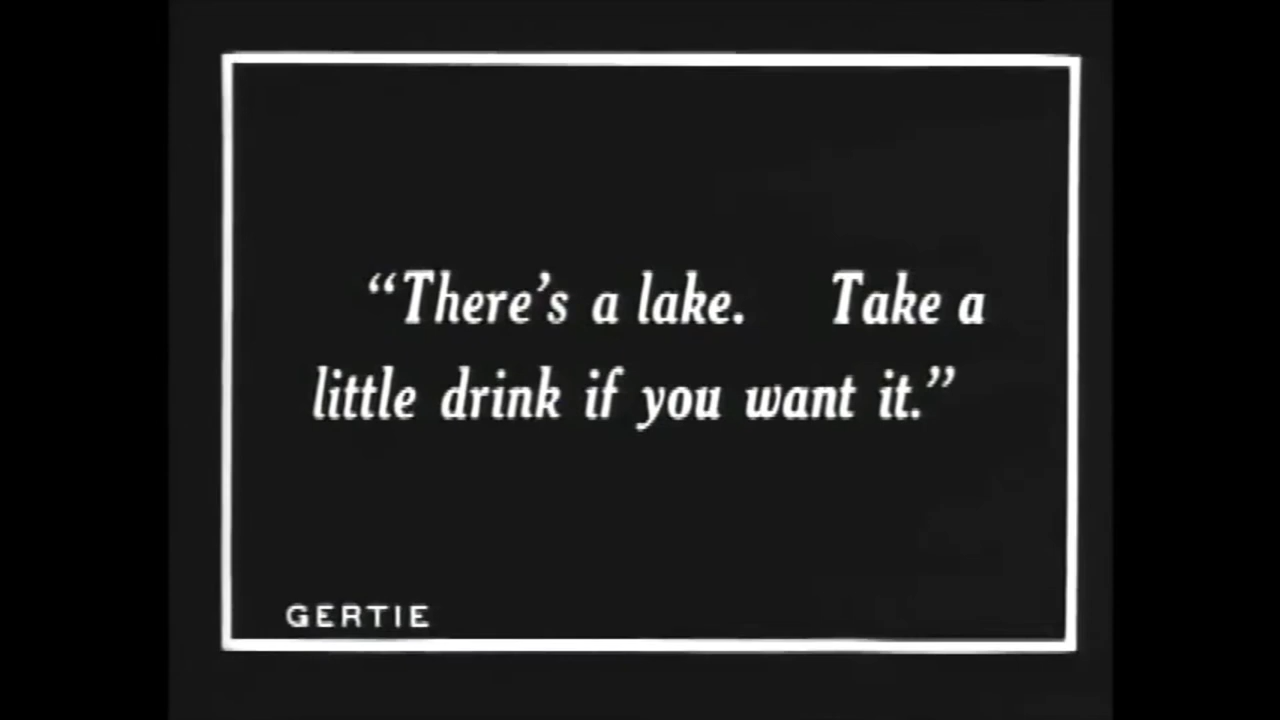 “There’s a lake. Take a
little drink if you want it.”
GERTIE